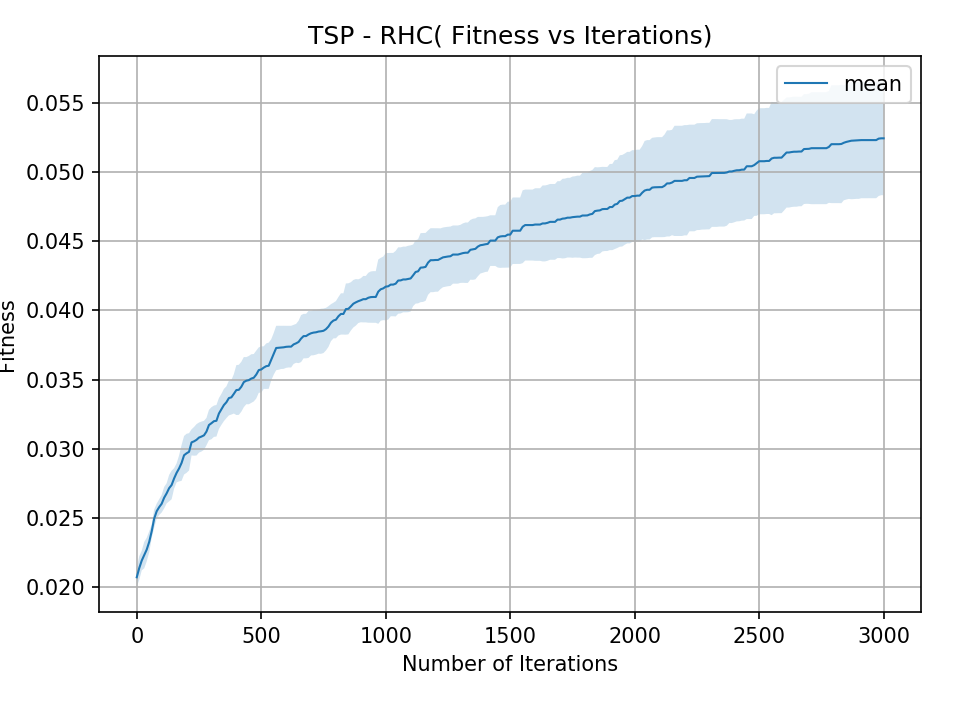 TSP - RHC( Fitness vs Iterations)
mean
Fitness
0.055
0.050
0.045
0.040
0.035
0.030
0.025
0.020
0 500 1000 1500 2000 2500 3000
Number of Iterations